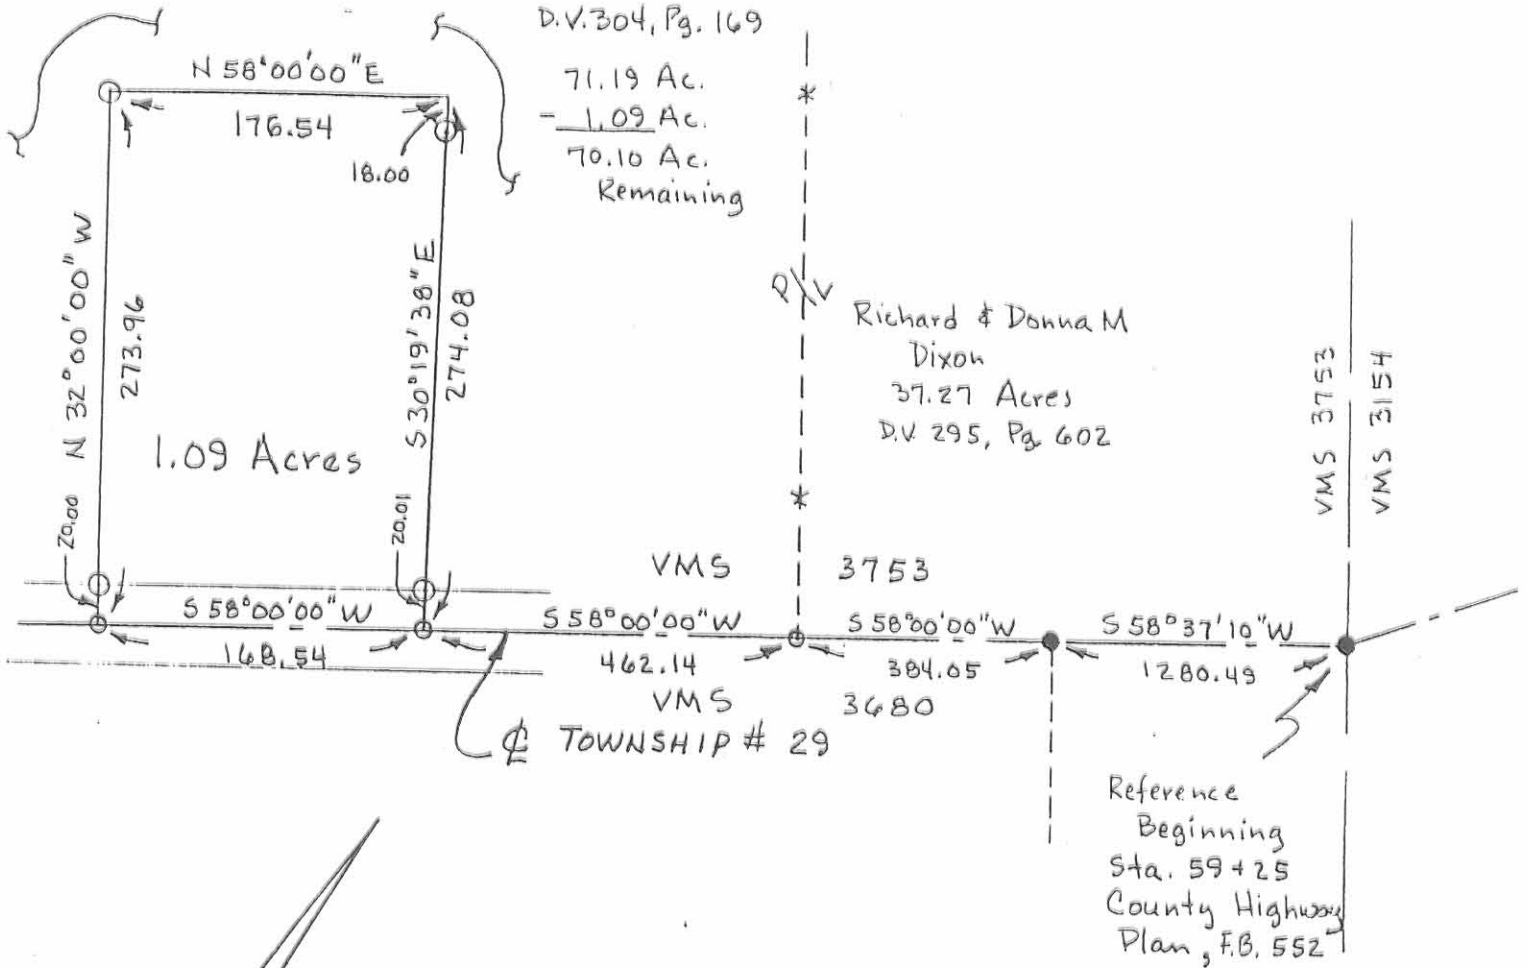 D.V.304, Pg. 169
71.19 Ac.
- 1.09 Ac.
70.10 Ac.
Remaining
N 58°00'00"E
176.54
18.00
N 32°00'00" W
273.96
S 30°19'38" E
274.08
1.09 Acres
20.00
20.01
P/V
Richard & Donna M
Dixon
37.27 Acres
D.V. 295, Pg 602
VMS 3753
VMS 3154
VMS 3753
S 58°00'00" W
168.54
S 58°00'00" W
462.14
S 58°00'00" W
384.05
S 58°37'10" W
1280.49
VMS 3680
℄ TOWNSHIP # 29
Reference
Beginning
Sta. 59+25
County Highway
Plan, F.B. 552